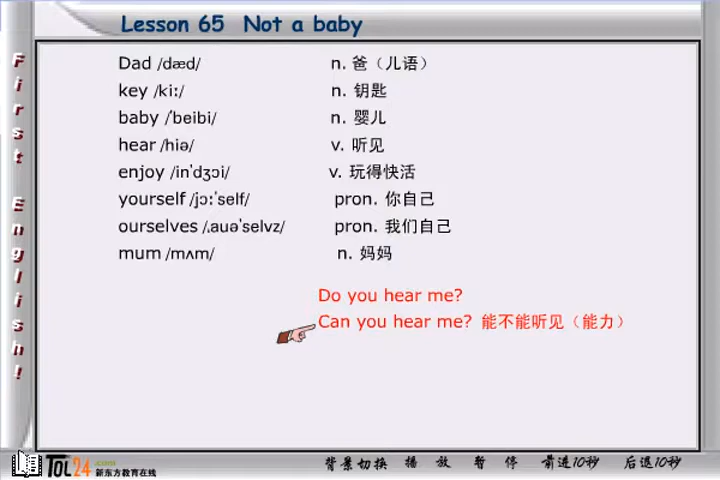 Lesson 65 Not a baby
First English!
Dad /dæd/ n. 爸（儿语）
key /kiː/ n. 钥匙
baby /ˈbeibi/ n. 婴儿
hear /hiə/ v. 听见
enjoy /inˈdʒɔi/ v. 玩得快活
yourself /jɔːˈself/ pron. 你自己
ourselves /ˌauəˈselvz/ pron. 我们自己
mum /mʌm/ n. 妈妈
Do you hear me?
Can you hear me? 能不能听见（能力）
TOL24 新东方教育在线 背景切换 播放 暂停 前进10秒 后退10秒